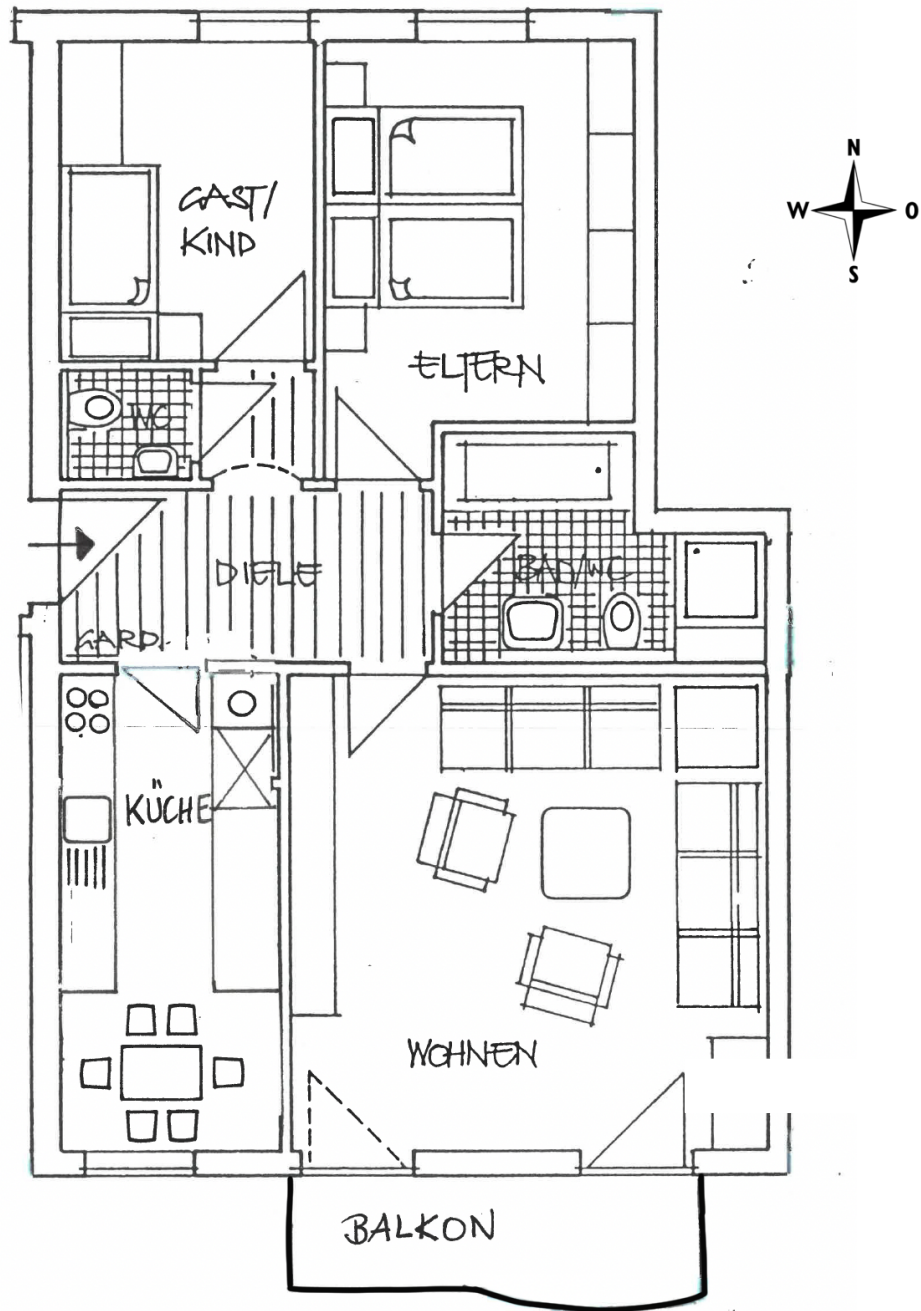 N
W
O
S
GAST/
KIND
ELTERN
WC
DIELE
BAD/WC
GARD.
KÜCHE
WOHNEN
BALKON